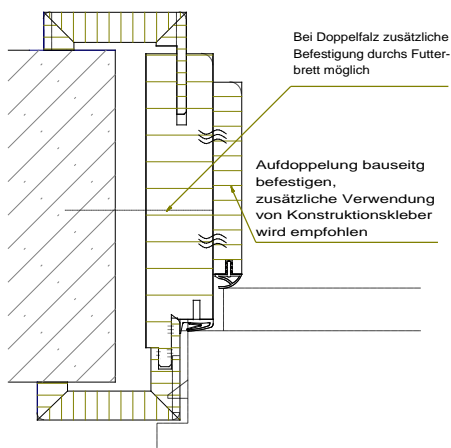 Bei Doppelfalz zusätzliche
Befestigung durchs Futter-
brett möglich
Aufdoppelung bauseitg
befestigen,
zusätzliche Verwendung
von Konstruktionskleber
wird empfohlen